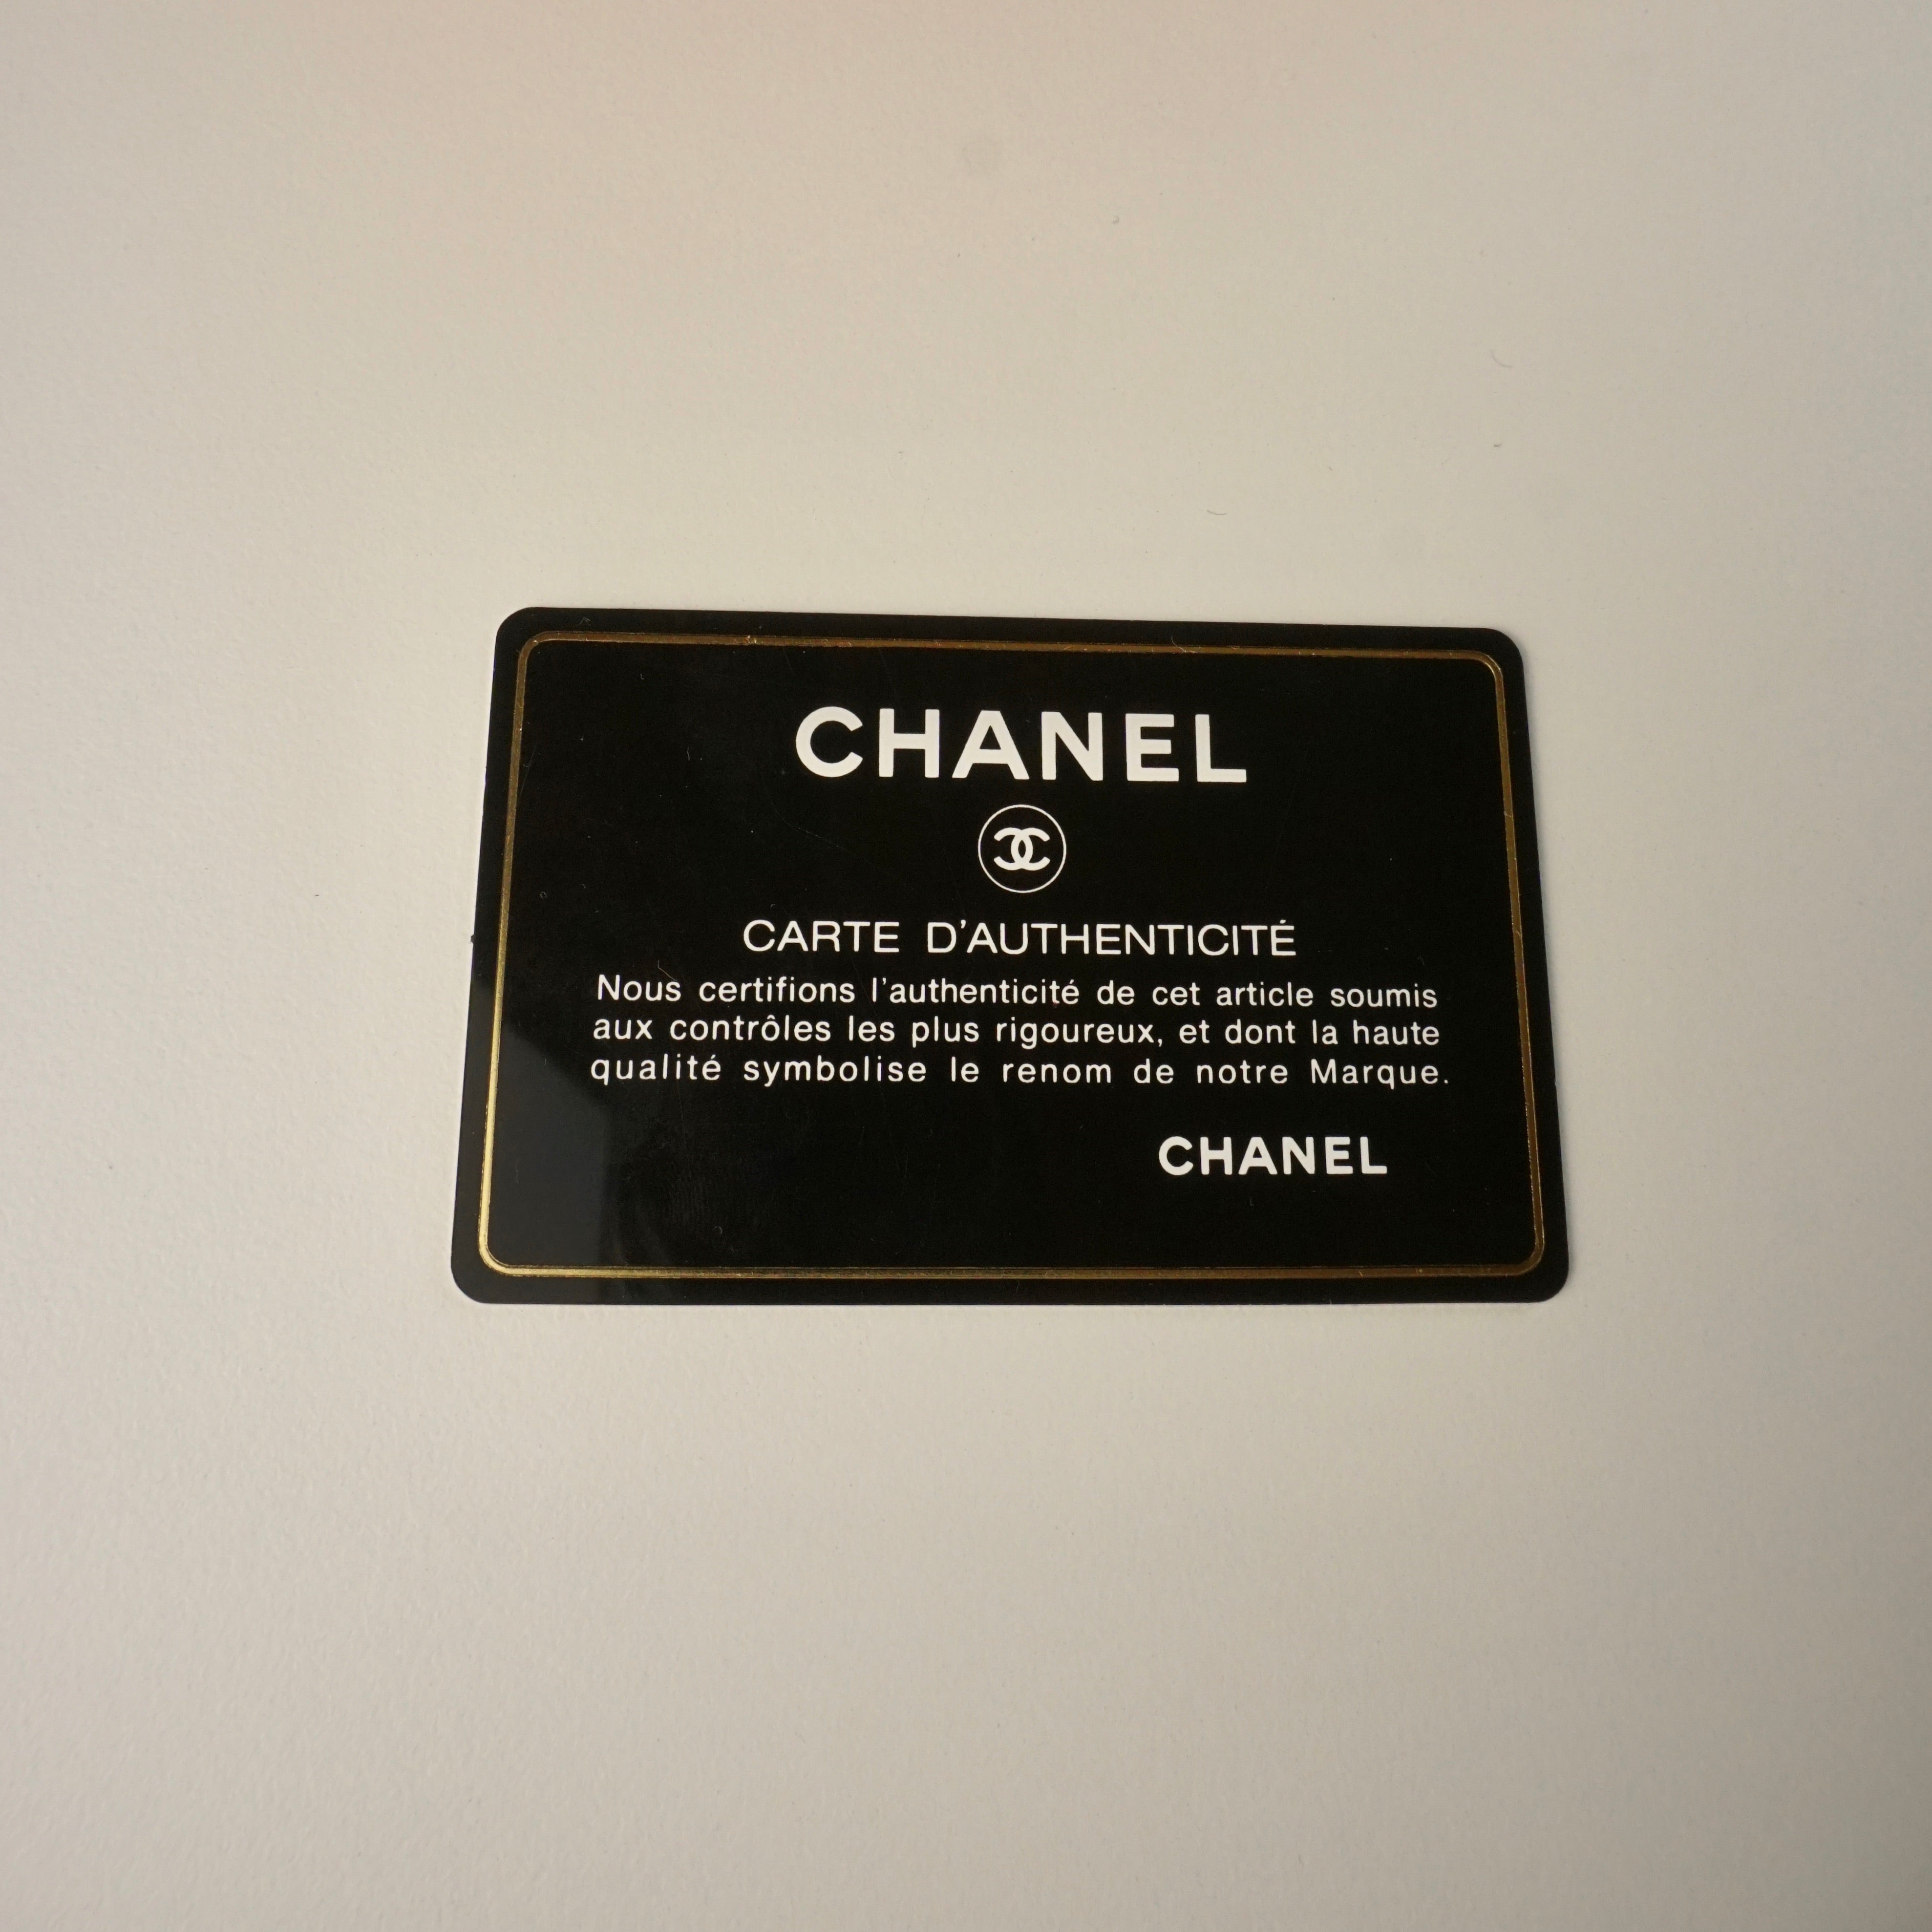 CHANEL
CARTE D'AUTHENTICITÉ
Nous certifions l'authenticité de cet article soumis
aux contrôles les plus rigoureux, et dont la haute
qualité symbolise le renom de notre Marque.
CHANEL